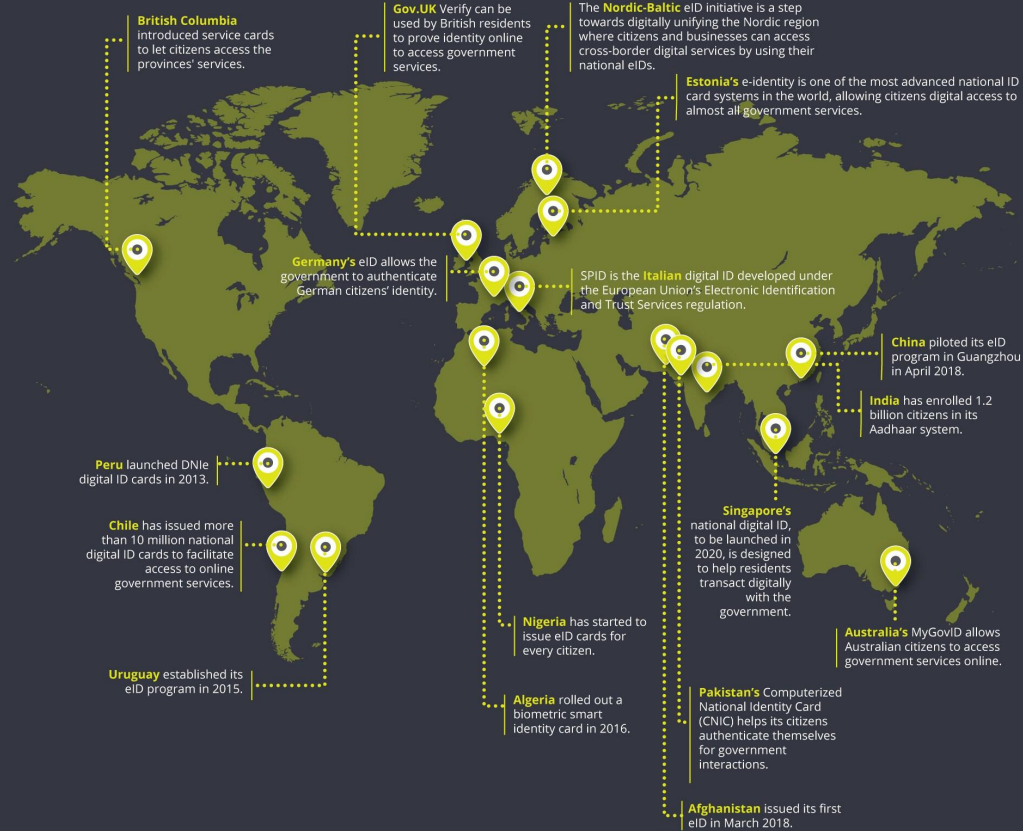 British Columbia
introduced service cards
to let citizens access the
provinces' services.
Gov.UK Verify can be
used by British residents
to prove identity online
to access government
services.
The Nordic-Baltic eID initiative is a step
towards digitally unifying the Nordic region
where citizens and businesses can access
cross-border digital services by using their
national eIDs.
Estonia's e-identity is one of the most advanced national ID
card systems in the world, allowing citizens digital access to
almost all government services.
Germany's eID allows the
government to authenticate
German citizens' identity.
SPID is the Italian digital ID developed under
the European Union's Electronic Identification
and Trust Services regulation.
China piloted its eID
program in Guangzhou
in April 2018.
India has enrolled 1.2
billion citizens in its
Aadhaar system.
Peru launched DNIe
digital ID cards in 2013.
Chile has issued more
than 10 million national
digital ID cards to facilitate
access to online
government services.
Singapore's
national digital ID,
to be launched in
2020, is designed
to help residents
transact digitally
with the
government.
Nigeria has started to
issue eID cards for
every citizen.
Australia's MyGovID allows
Australian citizens to access
government services online.
Uruguay established its
eID program in 2015.
Algeria rolled out a
biometric smart
identity card in 2016.
Pakistan's Computerized
National Identity Card
(CNIC) helps its citizens
authenticate themselves
for government
interactions.
Afghanistan issued its first
eID in March 2018.